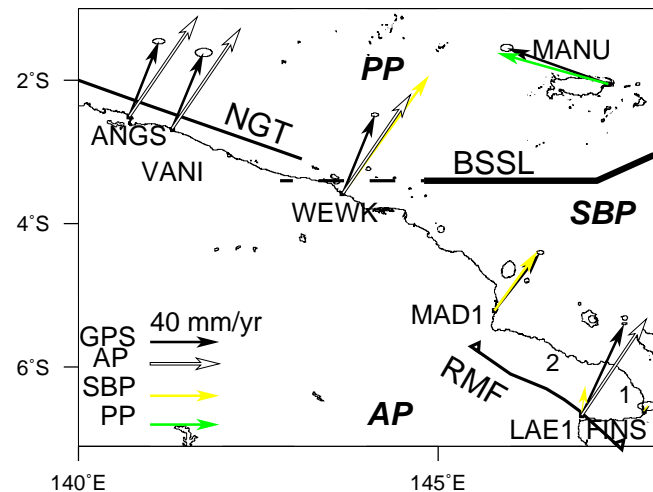 PP
MANU
2°S
ANGS
NGT
VANI
BSSL
WEWK
SBP
4°S
MAD1
40 mm/yr
GPS
AP
SBP
PP
6°S
2
RMF
1
AP
LAE1 FINS
140°E
145°E